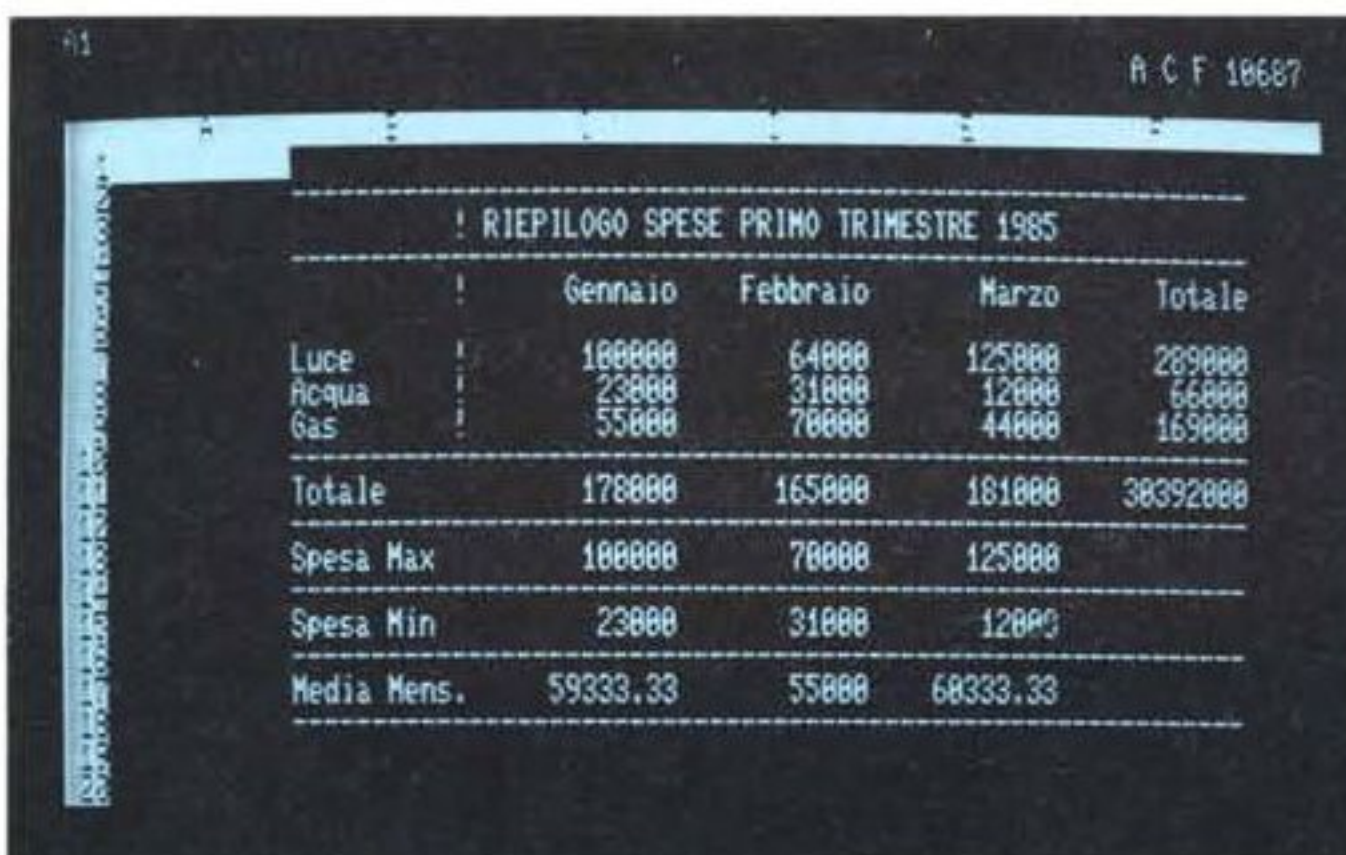 A1
A C F 10687
! RIEPILOGO SPESE PRIMO TRIMESTRE 1985
! Gennaio Febbraio Marzo Totale
Luce ! 100000 64000 125000 289000
Acqua ! 23000 31000 12000 66000
Gas ! 55000 70000 44000 169000
Totale 178000 165000 181000 30392000
Spesa Max 100000 70000 125000
Spesa Min 23000 31000 12000
Media Mens. 59333.33 55000 60333.33